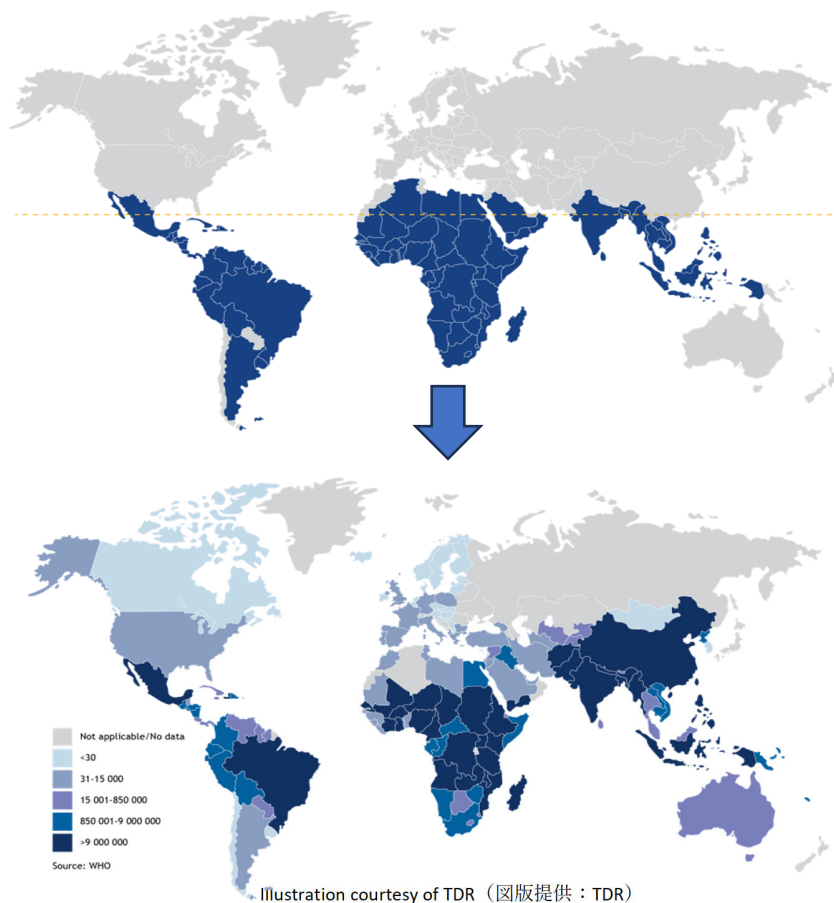 Not applicable/No data
<30
31-15 000
15 001-850 000
850 001-9 000 000
>9 000 000
Source: WHO
Illustration courtesy of TDR（図版提供：TDR）